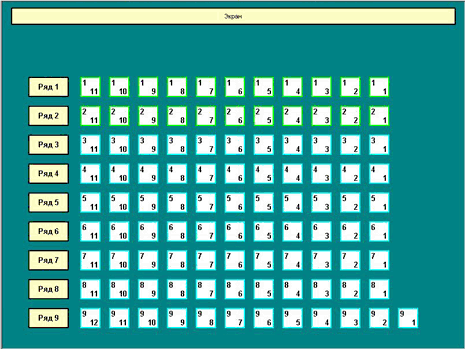 Экран
Ряд 1 1 11 1 10 1 9 1 8 1 7 1 6 1 5 1 4 1 3 1 2 1 1
Ряд 2 2 11 2 10 2 9 2 8 2 7 2 6 2 5 2 4 2 3 2 2 2 1
Ряд 3 3 11 3 10 3 9 3 8 3 7 3 6 3 5 3 4 3 3 3 2 3 1
Ряд 4 4 11 4 10 4 9 4 8 4 7 4 6 4 5 4 4 4 3 4 2 4 1
Ряд 5 5 11 5 10 5 9 5 8 5 7 5 6 5 5 5 4 5 3 5 2 5 1
Ряд 6 6 11 6 10 6 9 6 8 6 7 6 6 6 5 6 4 6 3 6 2 6 1
Ряд 7 7 11 7 10 7 9 7 8 7 7 7 6 7 5 7 4 7 3 7 2 7 1
Ряд 8 8 11 8 10 8 9 8 8 8 7 8 6 8 5 8 4 8 3 8 2 8 1
Ряд 9 9 12 9 11 9 10 9 9 9 8 9 7 9 6 9 5 9 4 9 3 9 2 9 1